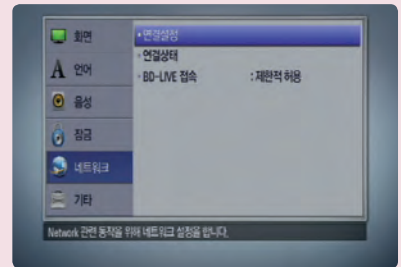 화면
언어
음성
잠금
네트워크
기타
• 연결설정
• 연결상태
• BD-LIVE 접속 : 제한적 허용
Network 관련 동작을 위해 네트워크 설정을 합니다.